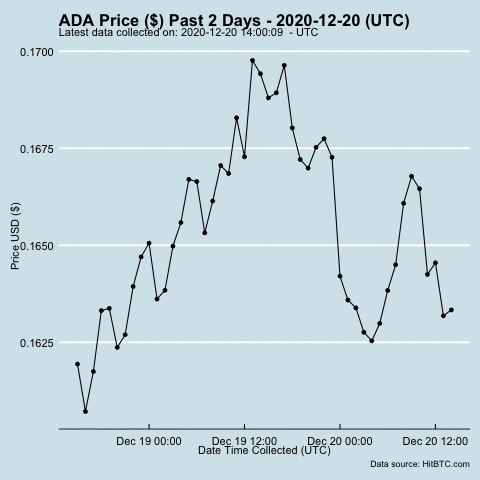 ADA Price ($) Past 2 Days - 2020-12-20 (UTC)
Latest data collected on: 2020-12-20 14:00:09 - UTC
0.1700
0.1675
0.1650
0.1625
Price USD ($)
Dec 19 00:00 Dec 19 12:00 Dec 20 00:00 Dec 20 12:00
Date Time Collected (UTC)
Data source: HitBTC.com